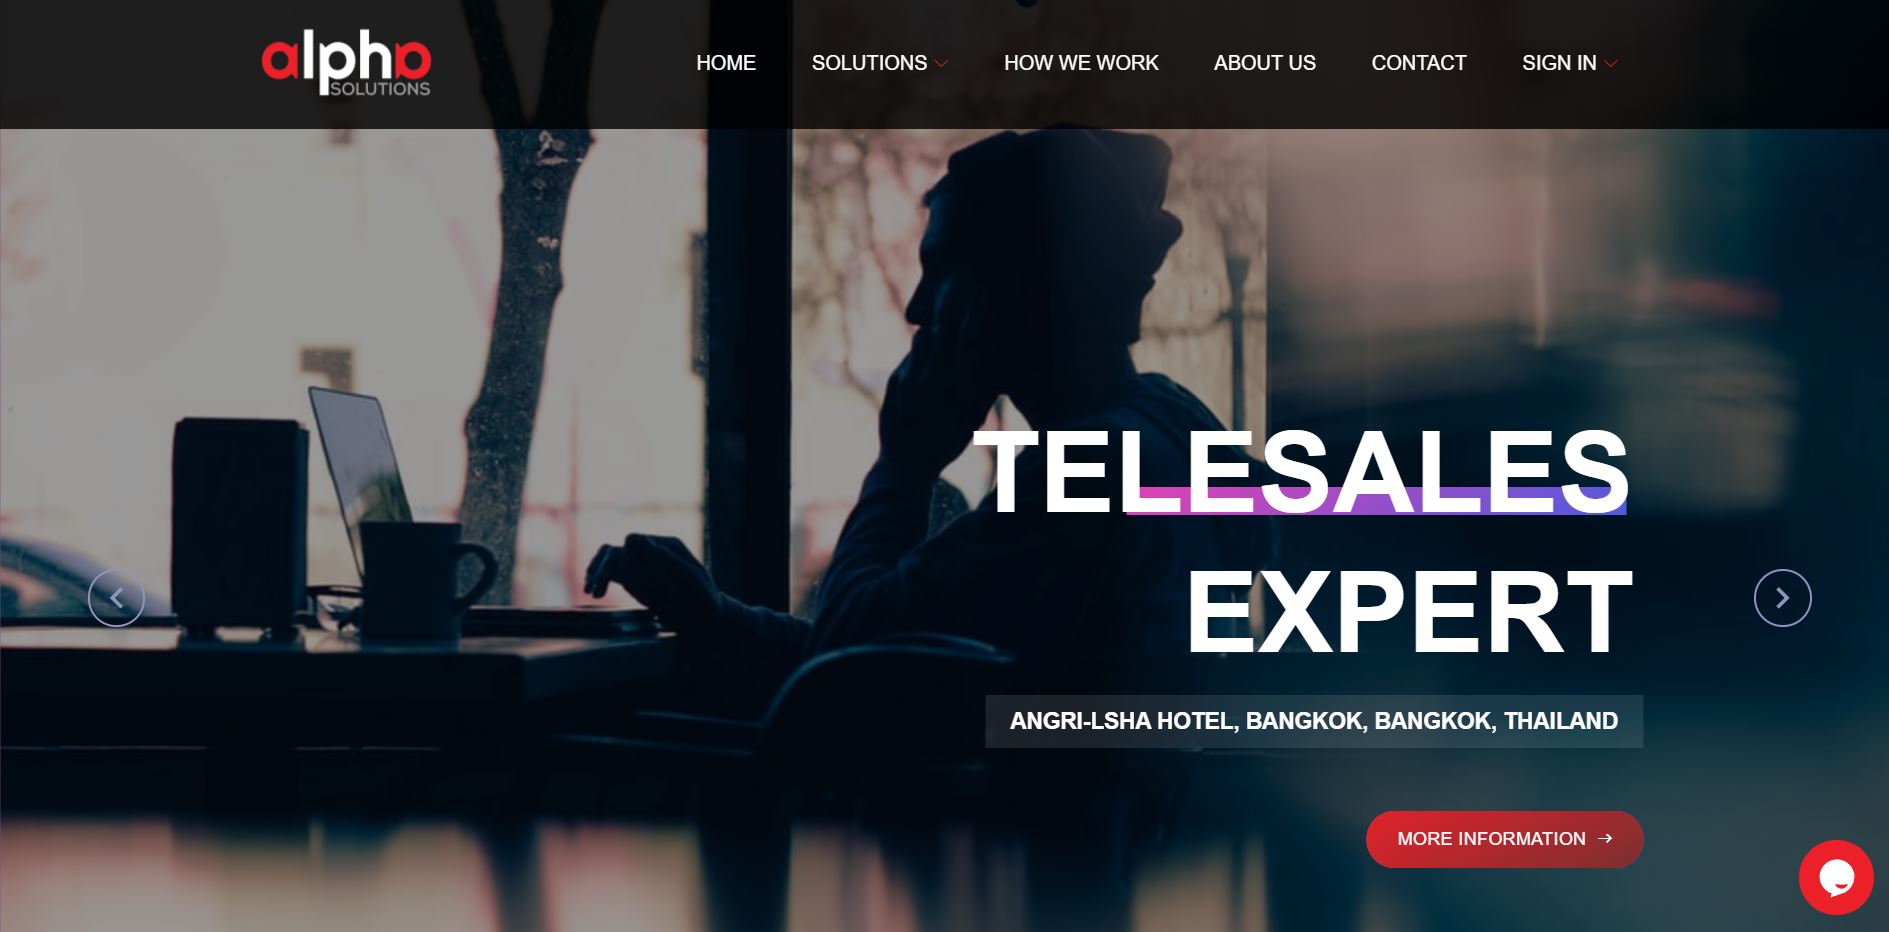 alpha
SOLUTIONS
HOME
SOLUTIONS
HOW WE WORK
ABOUT US
CONTACT
SIGN IN
TELESALES
EXPERT
ANGRI-LSHA HOTEL, BANGKOK, BANGKOK, THAILAND
MORE INFORMATION →